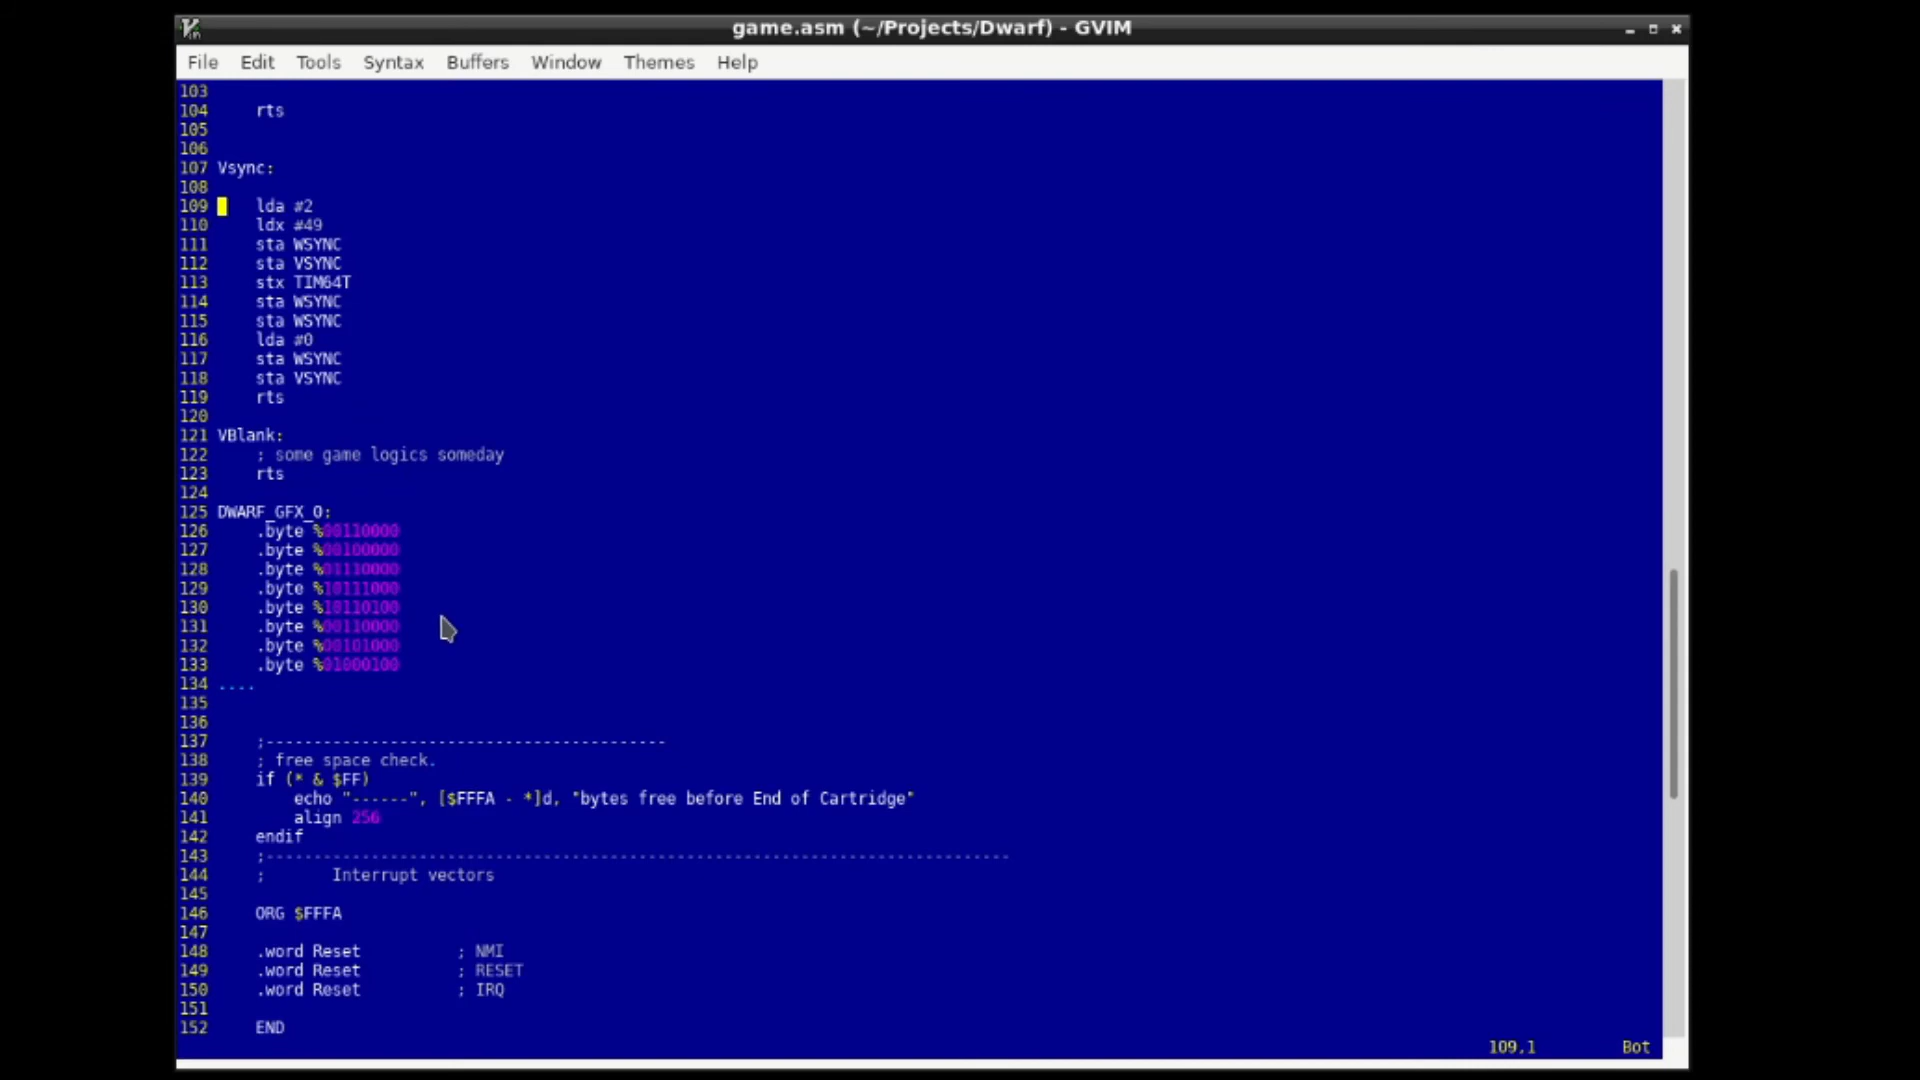 game.asm (~/Projects/Dwarf) - GVIM
File Edit Tools Syntax Buffers Window Themes Help
103
104 rts
105
106
107 Vsync:
108
109 lda #2
110 ldx #49
111 sta WSYNC
112 sta VSYNC
113 stx TIM64T
114 sta WSYNC
115 sta WSYNC
116 lda #0
117 sta WSYNC
118 sta VSYNC
119 rts
120
121 VBlank:
122 ; some game logics someday
123 rts
124
125 DWARF_GFX_0:
126 .byte %00110000
127 .byte %00100000
128 .byte %01110000
129 .byte %10111000
130 .byte %10110100
131 .byte %00110000
132 .byte %00101000
133 .byte %01000100
134 ....
135
136
137 ;------------------------------------------
138 ; free space check.
139 if (* & $FF)
140 echo "------", [$FFFA - *]d, "bytes free before End of Cartridge"
141 align 256
142 endif
143 ;------------------------------------------------------------------------------
144 ; Interrupt vectors
145
146 ORG $FFFA
147
148 .word Reset ; NMI
149 .word Reset ; RESET
150 .word Reset ; IRQ
151
152 END
109,1 Bot